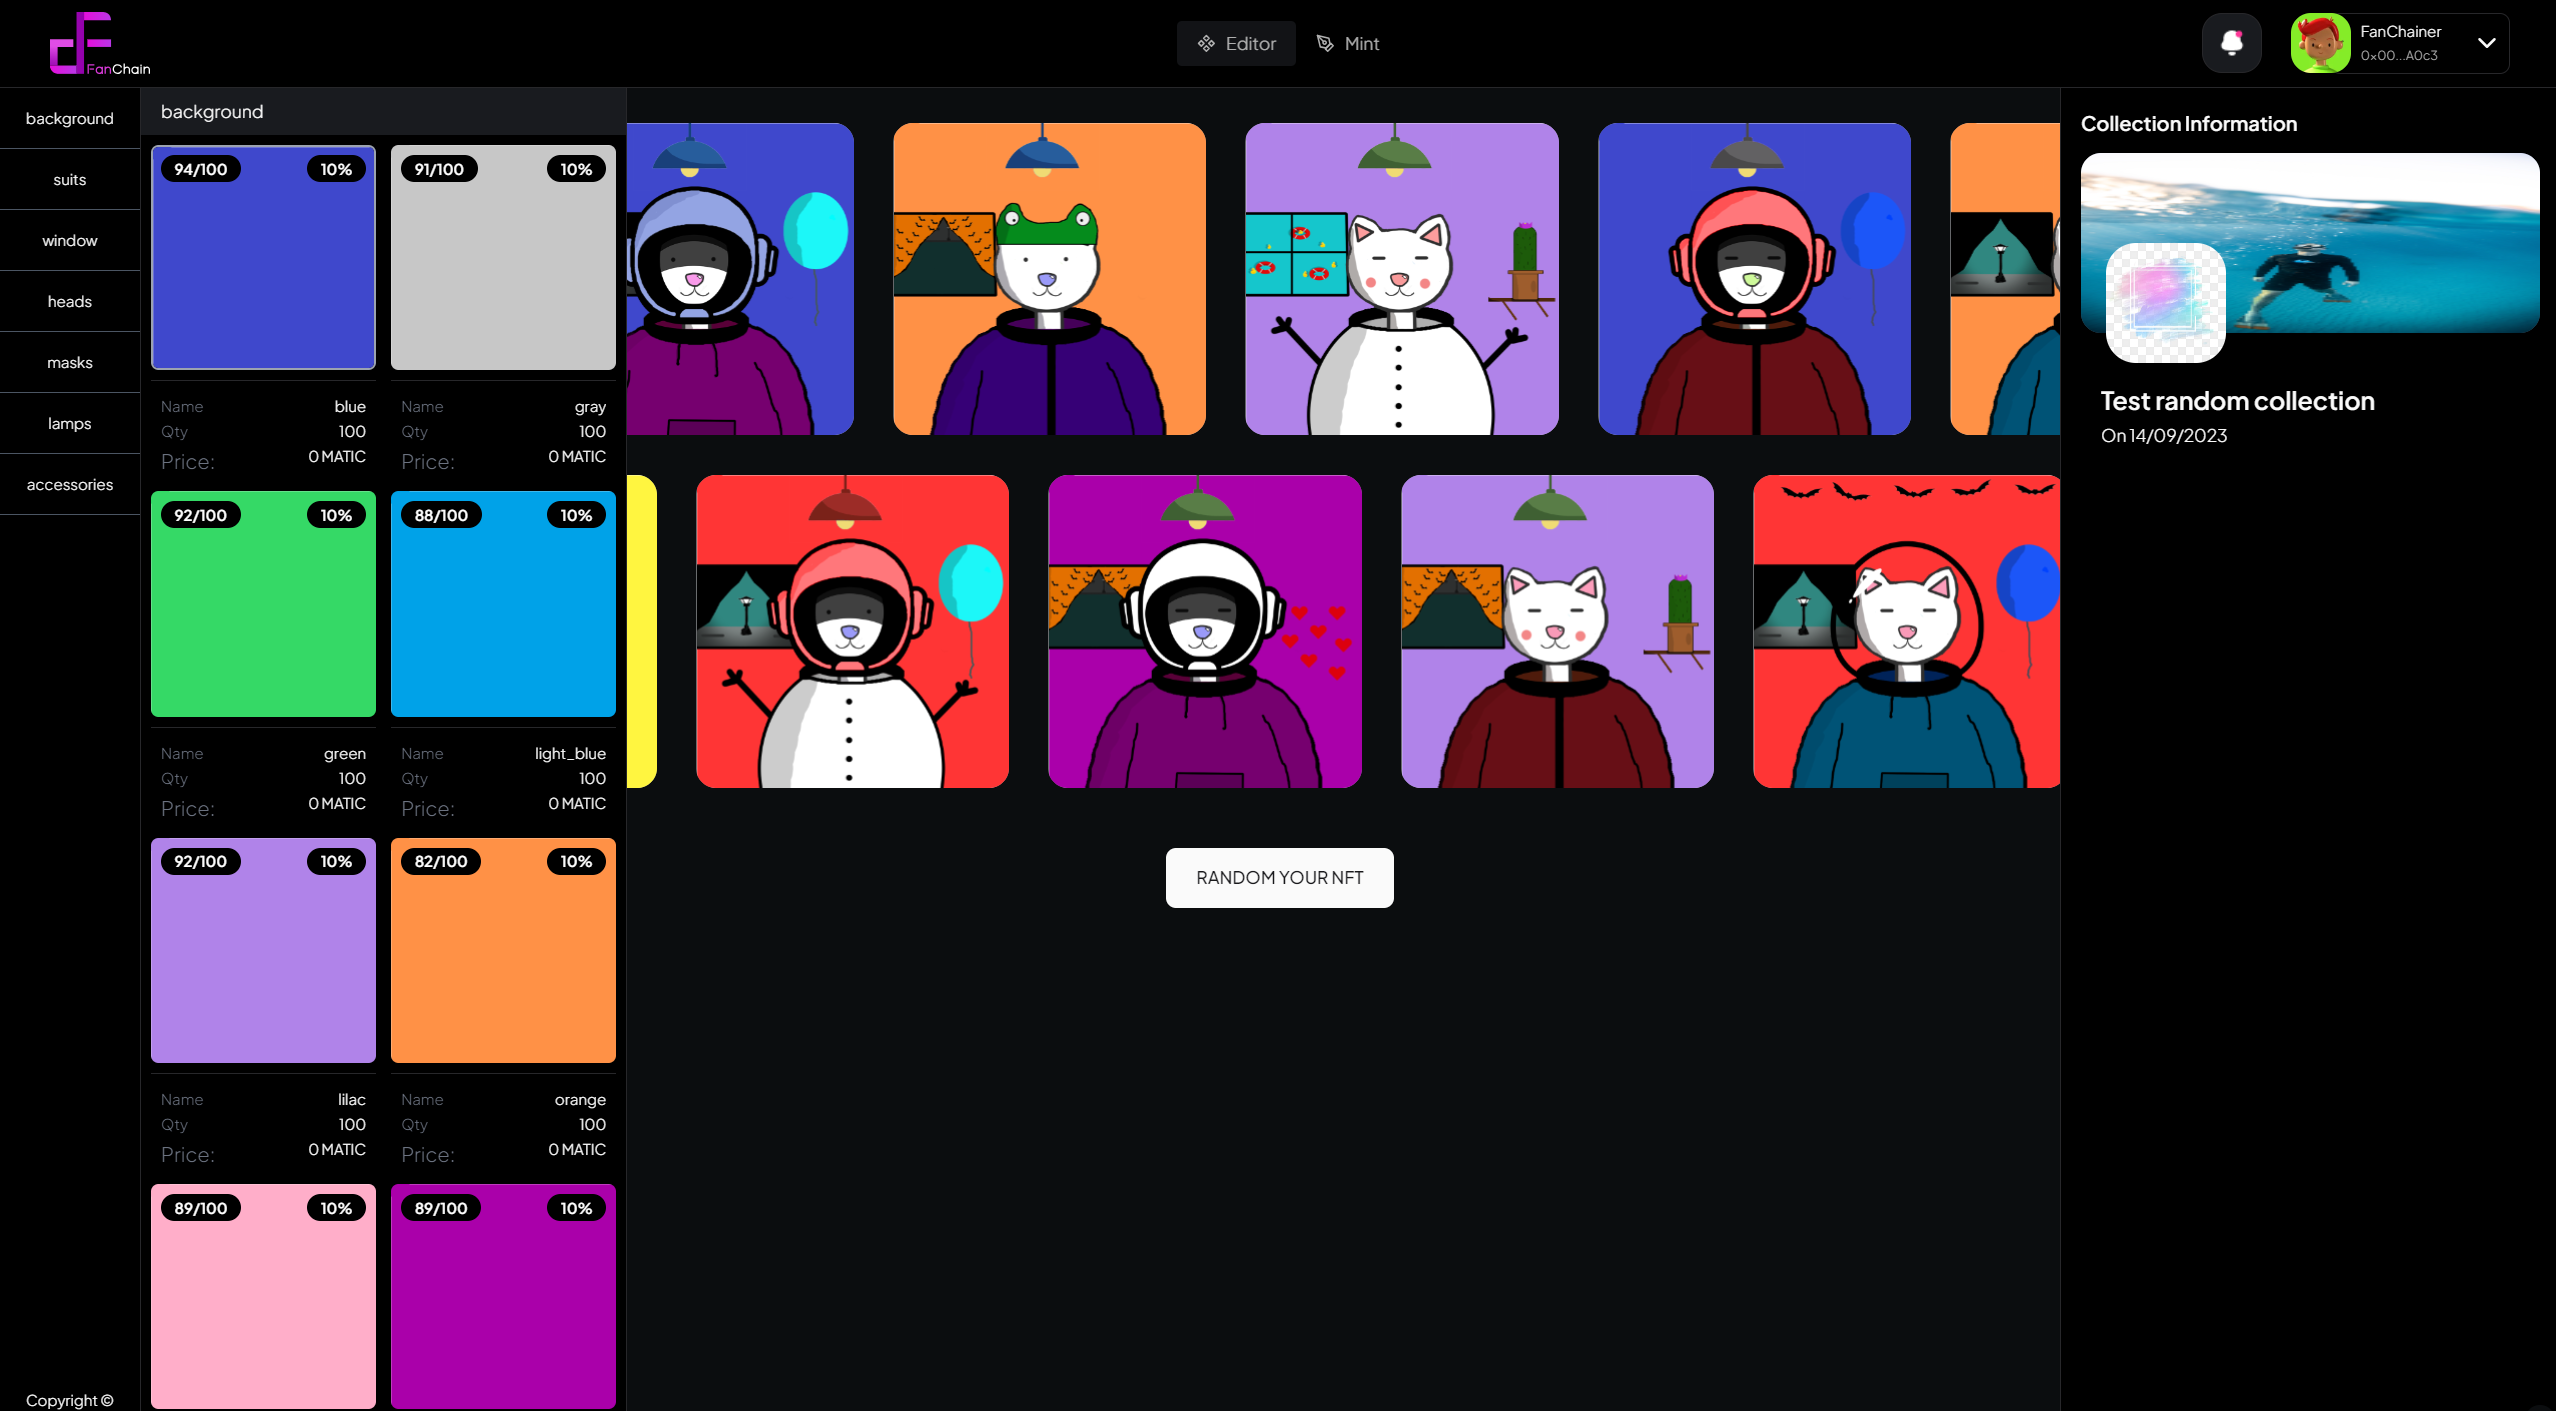 FanChain
Editor
Mint
FanChainer
0x00...A0c3
background
suits
window
heads
masks
lamps
accessories
Copyright ©
background
94/100 10%
Name blue
Qty 100
Price: 0 MATIC
91/100 10%
Name gray
Qty 100
Price: 0 MATIC
92/100 10%
Name green
Qty 100
Price: 0 MATIC
88/100 10%
Name light_blue
Qty 100
Price: 0 MATIC
92/100 10%
Name lilac
Qty 100
Price: 0 MATIC
82/100 10%
Name orange
Qty 100
Price: 0 MATIC
89/100 10%
89/100 10%
RANDOM YOUR NFT
Collection Information
Test random collection
On 14/09/2023